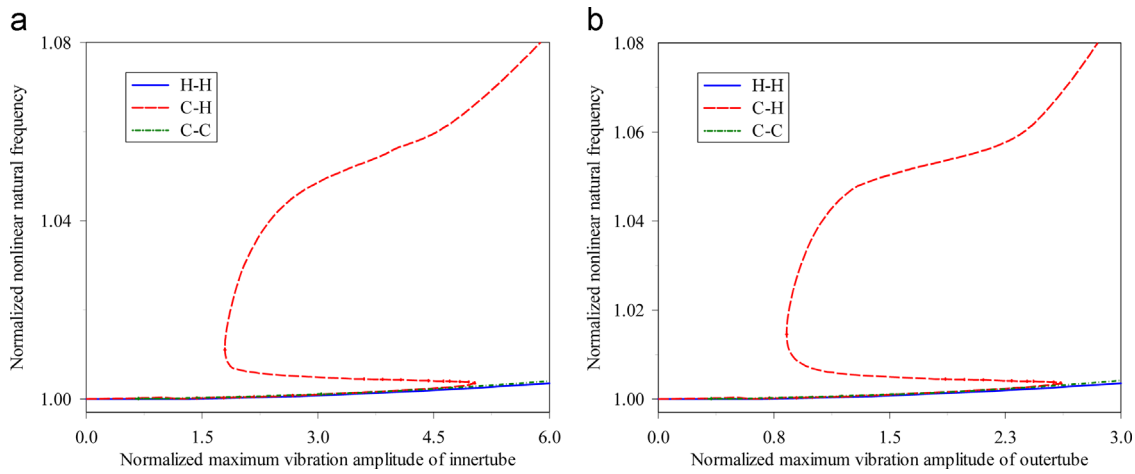 a
1.08
1.04
1.00
Normalized nonlinear natural frequency
H-H
C-H
C-C
0.0
1.5
3.0
4.5
6.0
Normalized maximum vibration amplitude of innertube
b
1.08
1.06
1.04
1.02
1.00
Normalized nonlinear natural frequency
H-H
C-H
C-C
0.0
0.8
1.5
2.3
3.0
Normalized maximum vibration amplitude of outertube